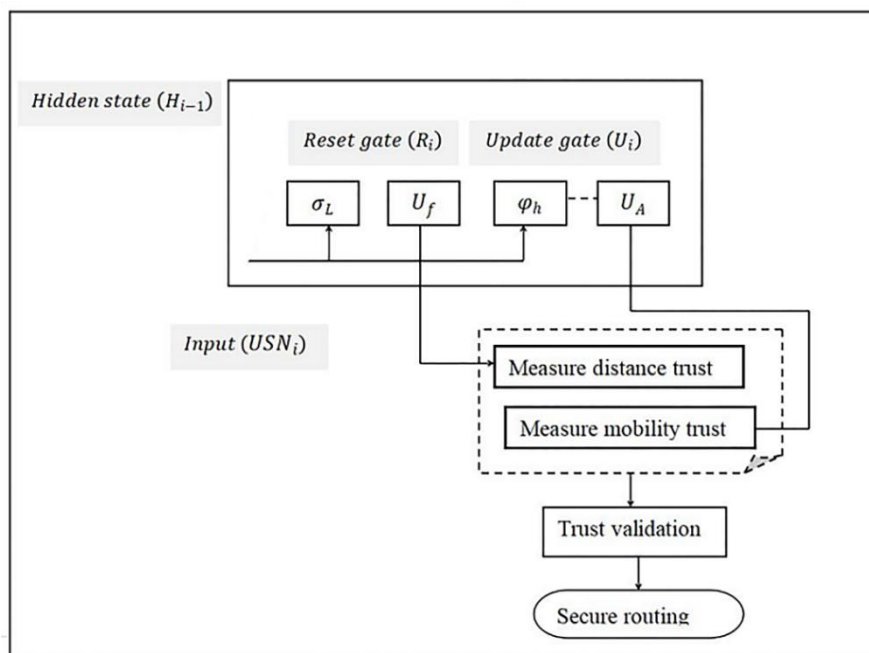 Hidden state (H_{i−1})
Reset gate (R_i) Update gate (U_i)
σ_L U_f φ_h U_A
Input (USN_i)
Measure distance trust
Measure mobility trust
Trust validation
Secure routing